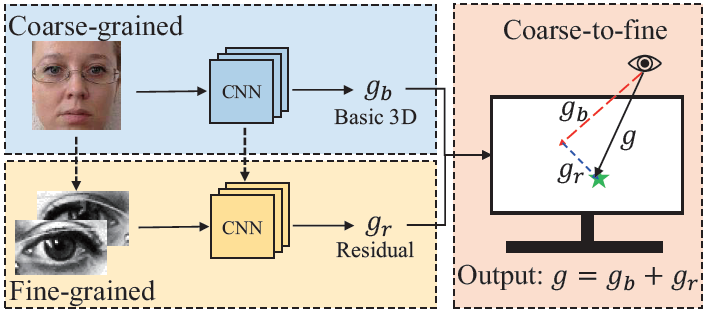 Coarse-grained
CNN
g_b
Basic 3D
Fine-grained
CNN
g_r
Residual
Coarse-to-fine
g_b
g
g_r
Output: g = g_b + g_r